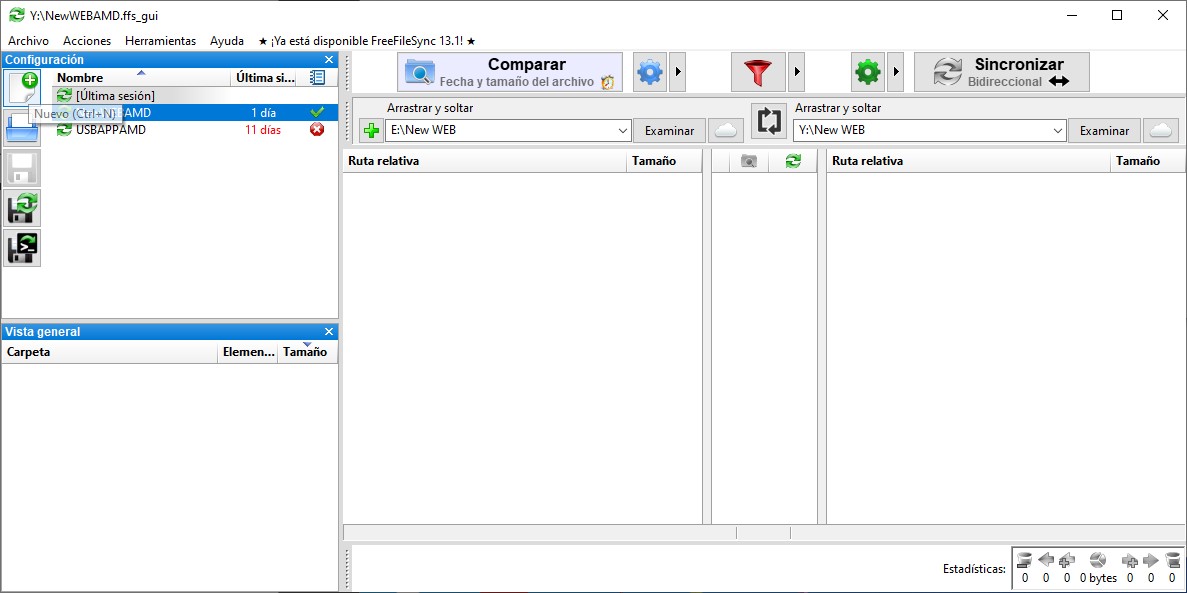 Y:\NewWEBAMD.ffs_gui
Archivo Acciones Herramientas Ayuda ★ ¡Ya está disponible FreeFileSync 13.1! ★
Configuración
Nombre Última si...
[Última sesión]
Nuevo (Ctrl+N) BAMD 1 día
USBAPPAMD 11 días
Vista general
Carpeta Elemen... Tamaño
Comparar
Fecha y tamaño del archivo
Sincronizar
Bidireccional
Arrastrar y soltar
E:\New WEB Examinar
Arrastrar y soltar
Y:\New WEB Examinar
Ruta relativa Tamaño
Ruta relativa Tamaño
Estadísticas:
0 0 0 0 bytes 0 0 0